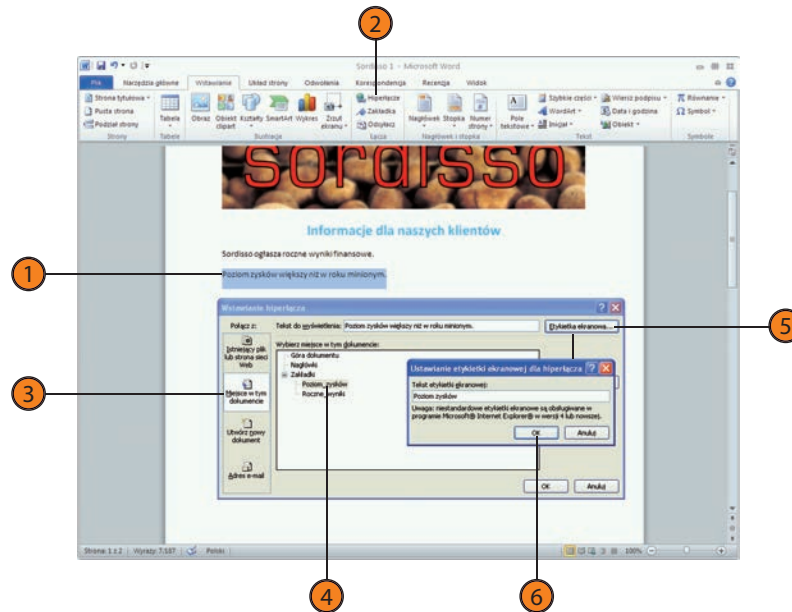 2
Sordisso 1 - Microsoft Word
Plik Narzędzia główne Wstawianie Układ strony Odwołania Korespondencja Recenzja Widok
Strona tytułowa
Pusta strona
Podział strony
Strony
Tabela
Tabele
Obraz Obiekt clipart Kształty SmartArt Wykres Zrzut ekranu
Ilustracje
Hiperłącze
Zakładka
Odsyłacz
Łącza
Nagłówek Stopka Numer strony
Nagłówek i stopka
Pole tekstowe
Szybkie części
WordArt
Inicjał
Wiersz podpisu
Data i godzina
Obiekt
Tekst
Równanie
Symbol
Symbole
sordisso
Informacje dla naszych klientów
Sordisso ogłasza roczne wyniki finansowe.
1
Poziom zysków większy niż w roku minionym.
Wstawianie hiperłącza
Połącz z:
Tekst do wyświetlenia: Poziom zysków większy niż w roku minionym.
Etykietka ekranowa...
5
Istniejący plik
lub strona sieci
Web
Miejsce w tym
dokumencie
3
Utwórz nowy
dokument
Adres e-mail
Wybierz miejsce w tym dokumencie:
Góra dokumentu
Nagłówki
Zakładki
Poziom_zysków
Roczne_wyniki
Ustawianie etykietki ekranowej dla hiperłącza
Tekst etykietki ekranowej:
Poziom zysków
Uwaga: niestandardowe etykietki ekranowe są obsługiwane w
programie Microsoft® Internet Explorer® w wersji 4 lub nowszej.
OK Anuluj
OK Anuluj
Strona: 1 z 2 Wyrazy: 7,587 Polski 100%
4
6